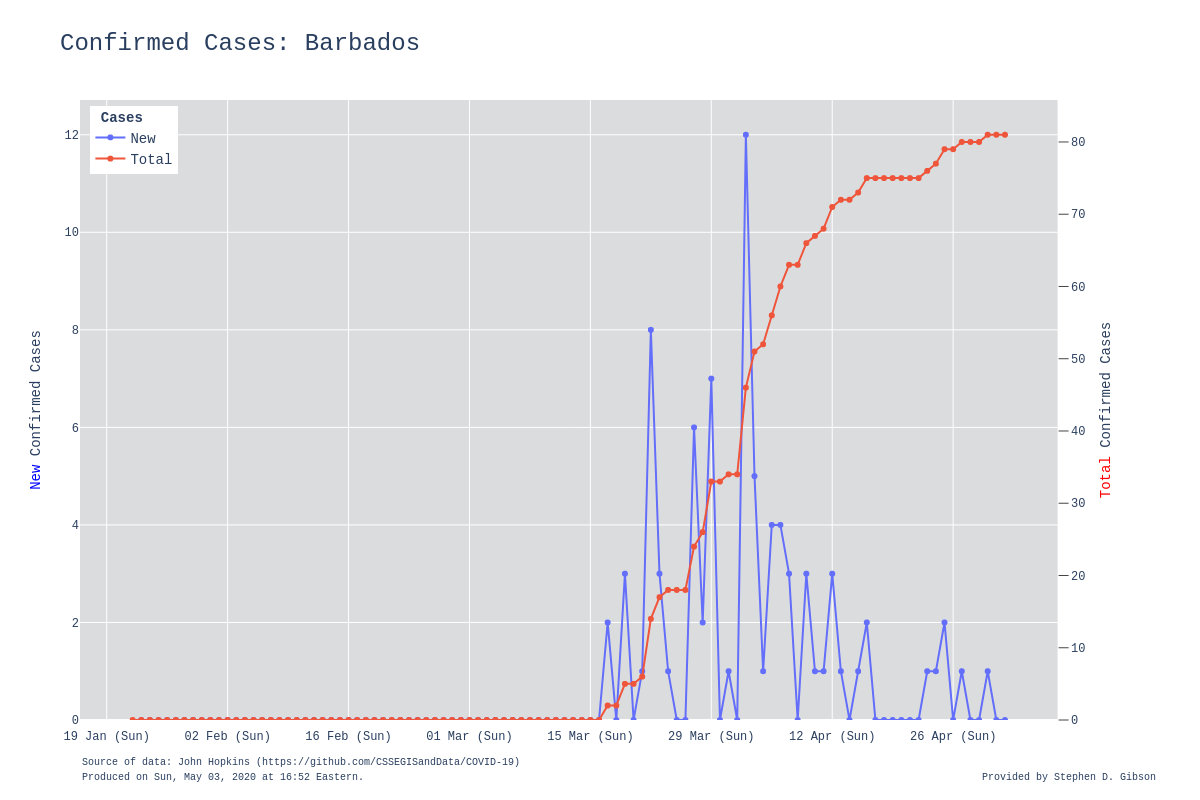 Confirmed Cases: Barbados
Cases
New
Total
12
10
8
6
4
2
0
80
70
60
50
40
30
20
10
0
New Confirmed Cases
Total Confirmed Cases
19 Jan (Sun) 02 Feb (Sun) 16 Feb (Sun) 01 Mar (Sun) 15 Mar (Sun) 29 Mar (Sun) 12 Apr (Sun) 26 Apr (Sun)
Source of data: John Hopkins (https://github.com/CSSEGISandData/COVID-19)
Produced on Sun, May 03, 2020 at 16:52 Eastern.
Provided by Stephen D. Gibson